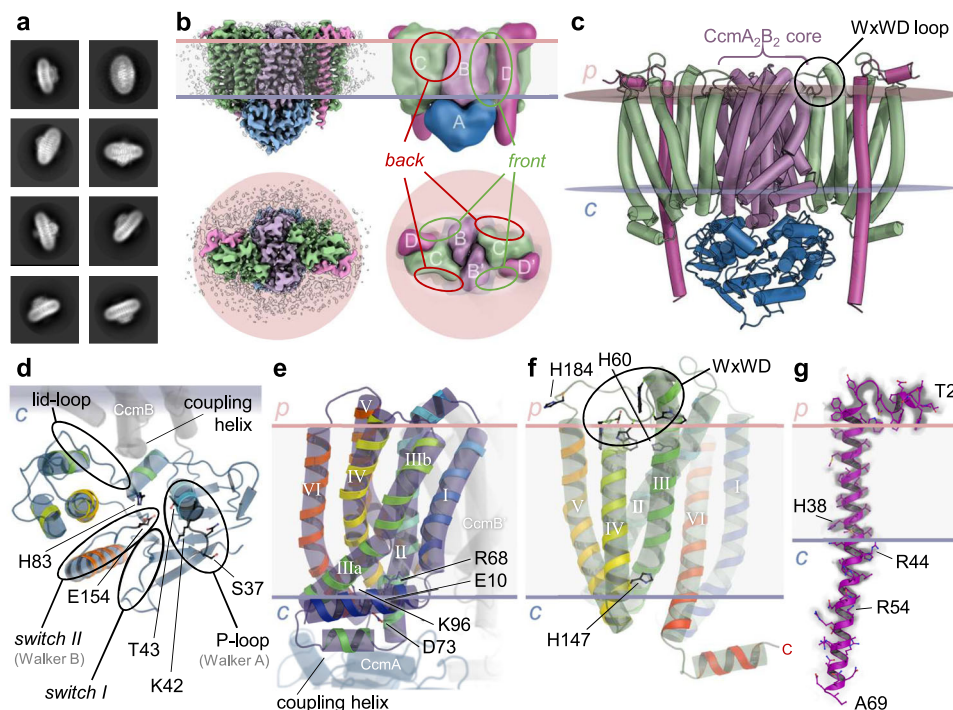 a
b
C
B
D
A
back
front
D
B
C
C
B'
D'
c
CcmA₂B₂ core
WxWD loop
p
c
d
c
lid-loop
CcmB
coupling
helix
H83
E154
switch II
(Walker B)
T43
switch I
K42
S37
P-loop
(Walker A)
e
p
V
IV
VI
IIIb
I
II
IIIa
CcmB'
R68
E10
K96
D73
c
CcmA
coupling helix
f
H184
H60
WxWD
p
V
IV
II
III
VI
I
c
H147
C
g
T2
p
H38
c
R44
R54
A69